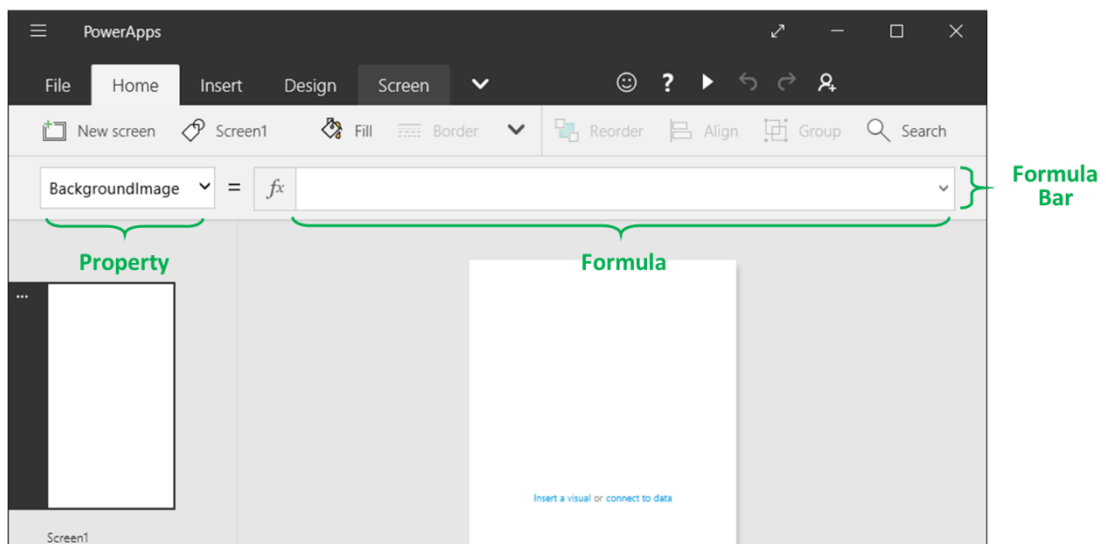 PowerApps
File Home Insert Design Screen
New screen Screen1 Fill Border Reorder Align Group Search
BackgroundImage = fx
Formula
Bar
Property Formula
Insert a visual or connect to data
Screen1